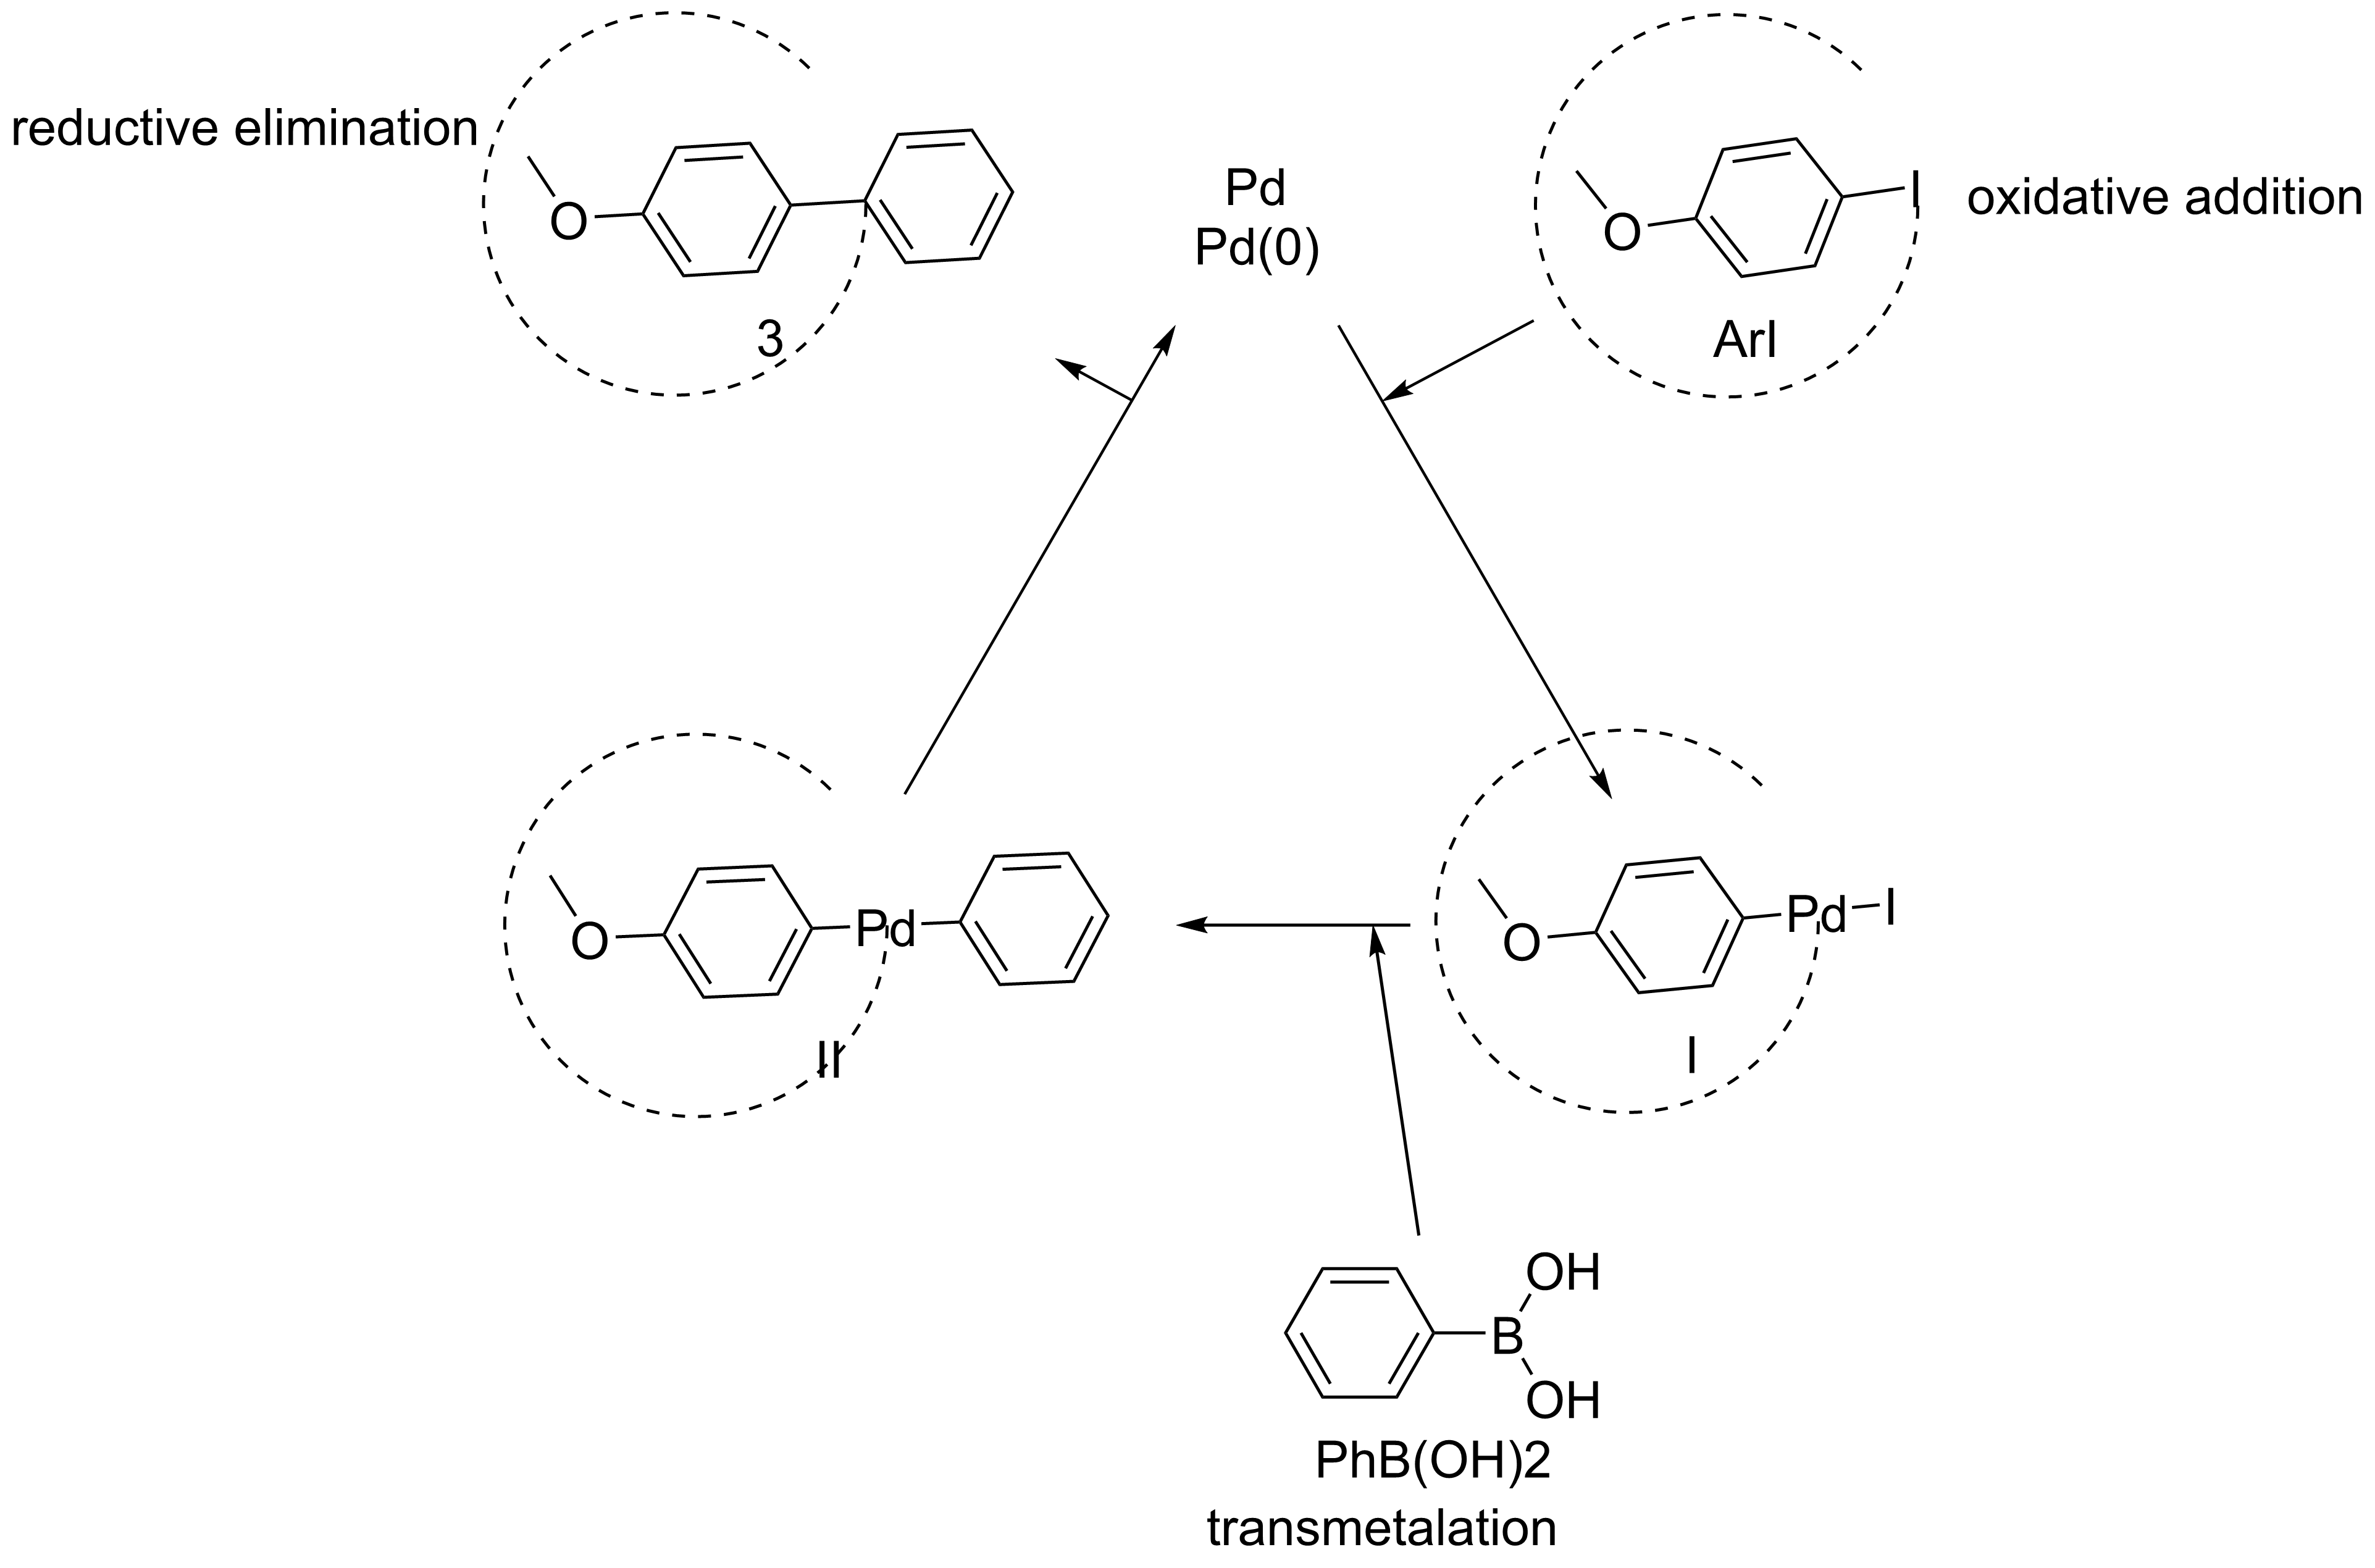 reductive elimination
O
3
Pd
Pd(0)
O
I
ArI
oxidative addition
O
Pd
II
O
Pd
I
I
OH
B
OH
PhB(OH)2
transmetalation